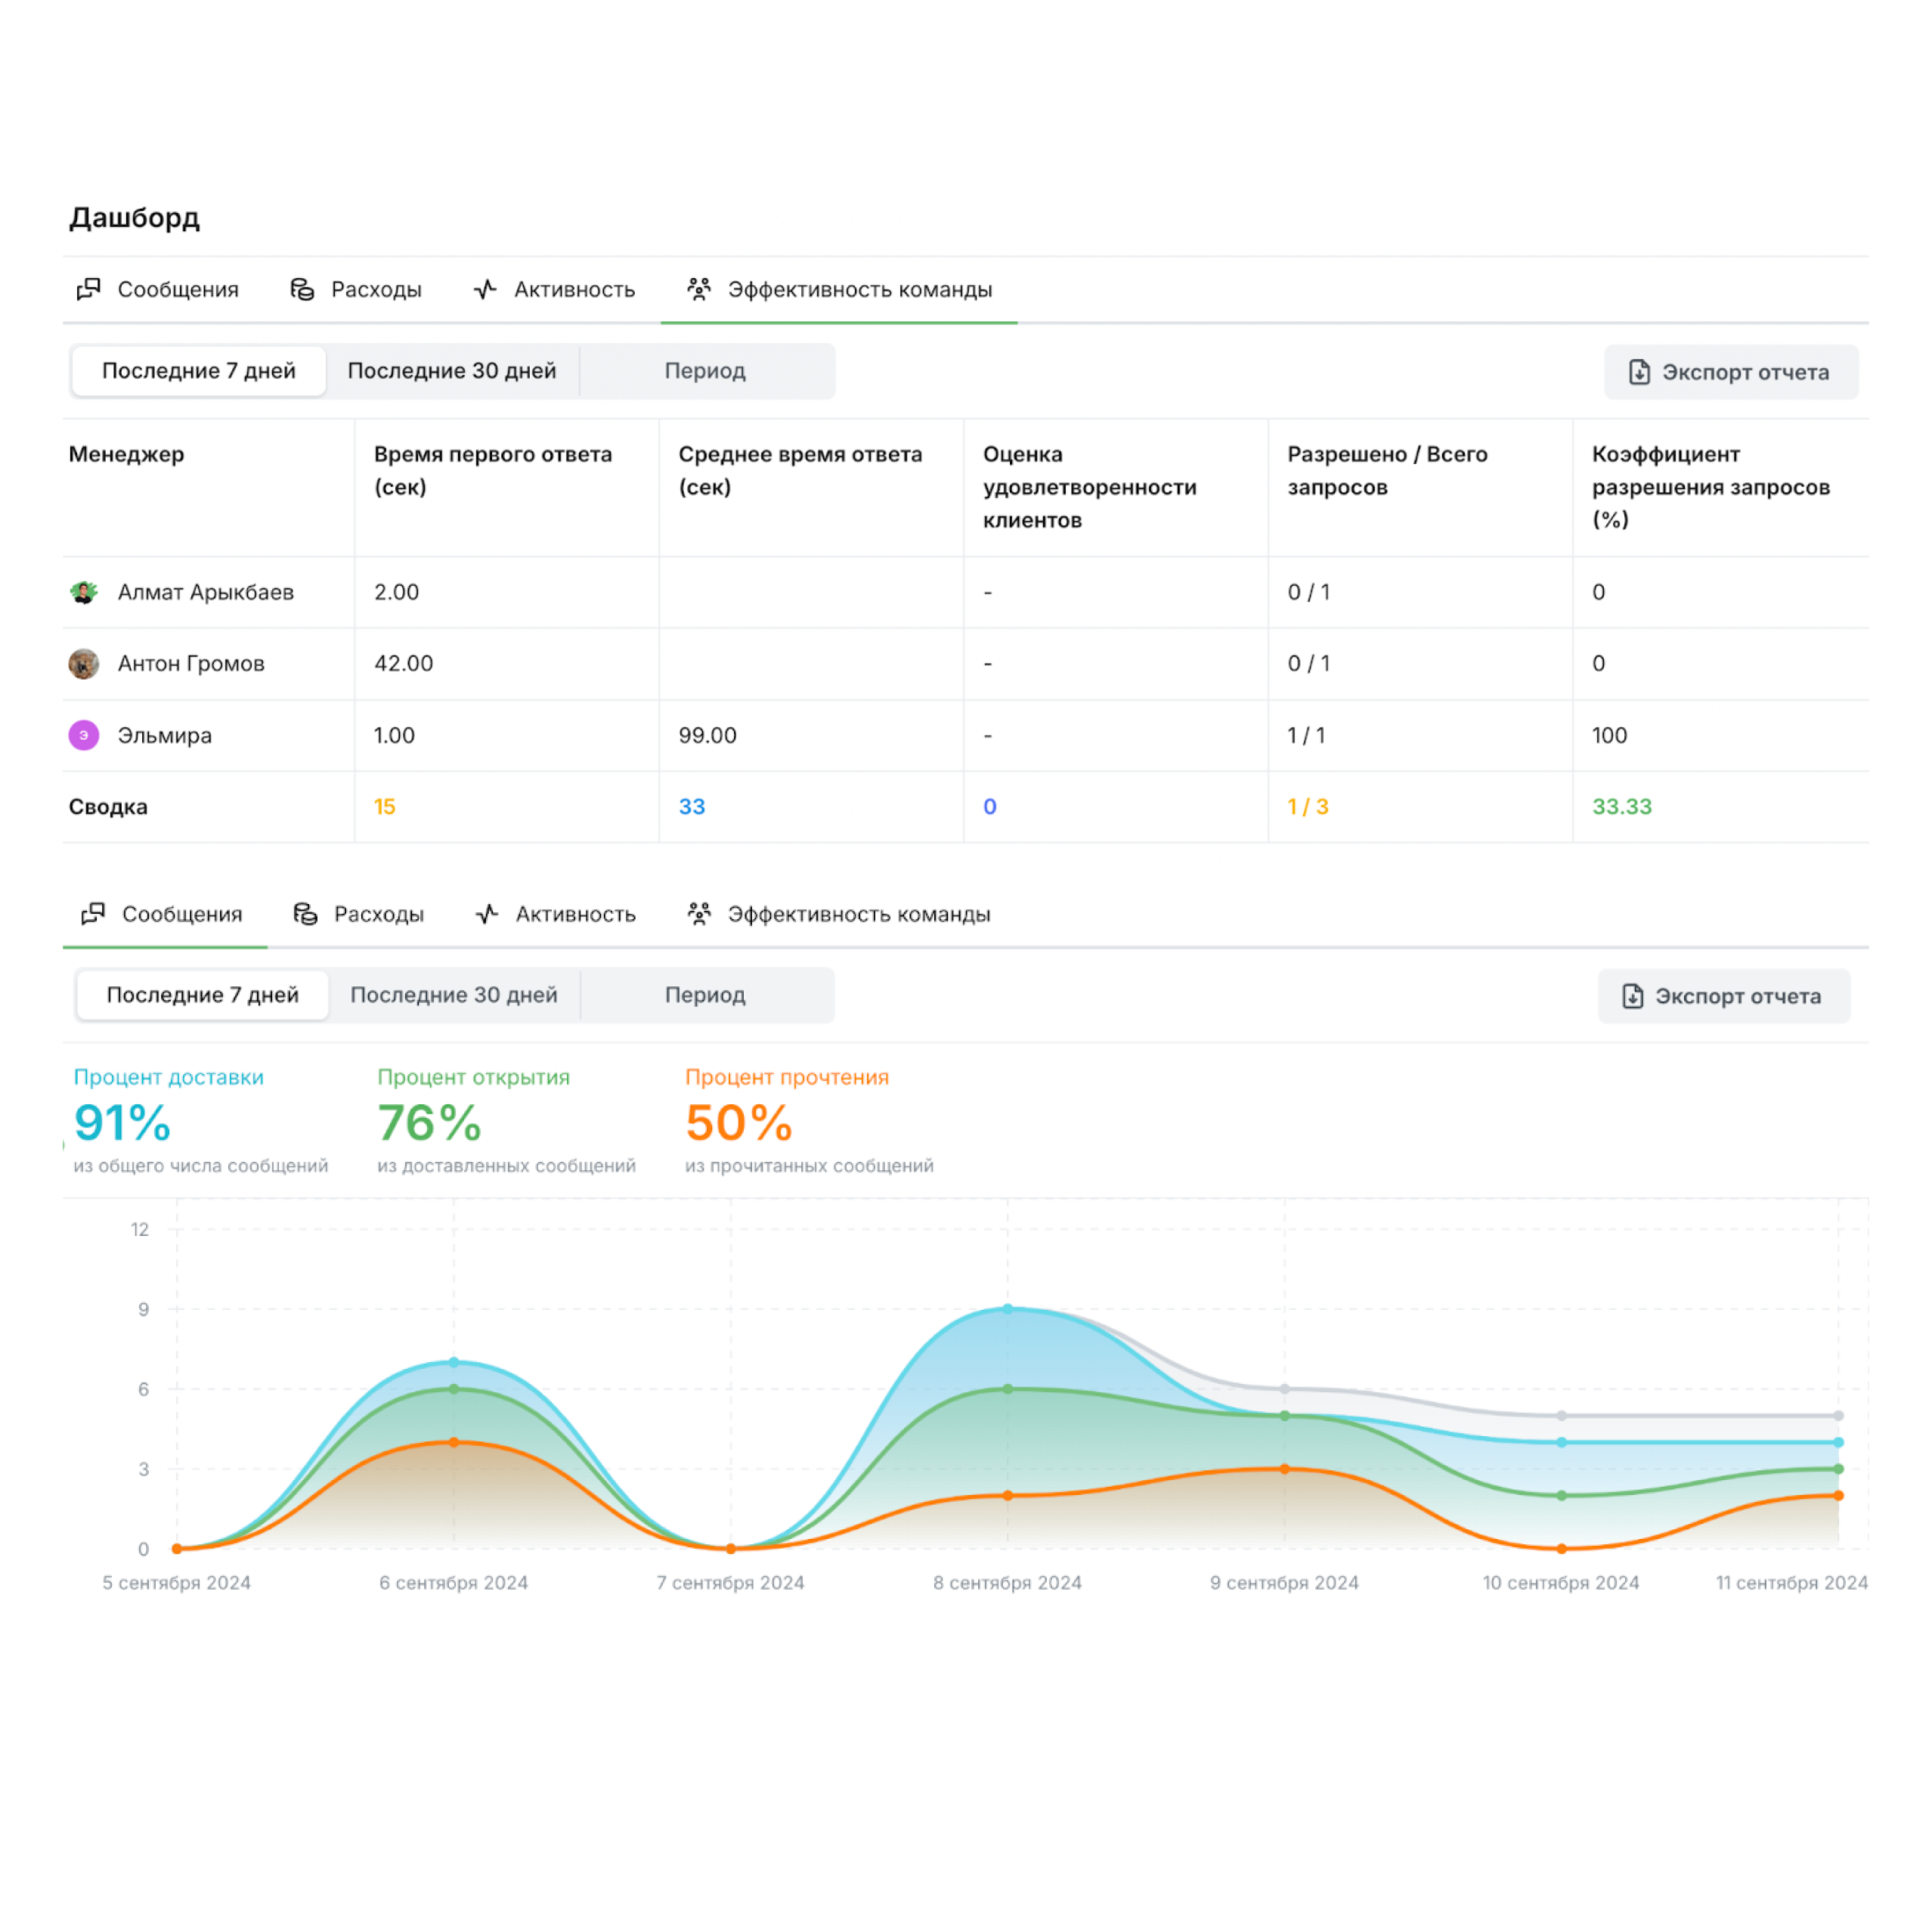 Дашборд
Сообщения Расходы Активность Эффективность команды
Последние 7 дней Последние 30 дней Период Экспорт отчета
Менеджер Время первого ответа (сек) Среднее время ответа (сек) Оценка удовлетворенности клиентов Разрешено / Всего запросов Коэффициент разрешения запросов (%)
Алмат Арыкбаев 2.00 - 0 / 1 0
Антон Громов 42.00 - 0 / 1 0
Э Эльмира 1.00 99.00 - 1 / 1 100
Сводка 15 33 0 1 / 3 33.33
Сообщения Расходы Активность Эффективность команды
Последние 7 дней Последние 30 дней Период Экспорт отчета
Процент доставки Процент открытия Процент прочтения
91% 76% 50%
из общего числа сообщений из доставленных сообщений из прочитанных сообщений
12
9
6
3
0
5 сентября 2024 6 сентября 2024 7 сентября 2024 8 сентября 2024 9 сентября 2024 10 сентября 2024 11 сентября 2024